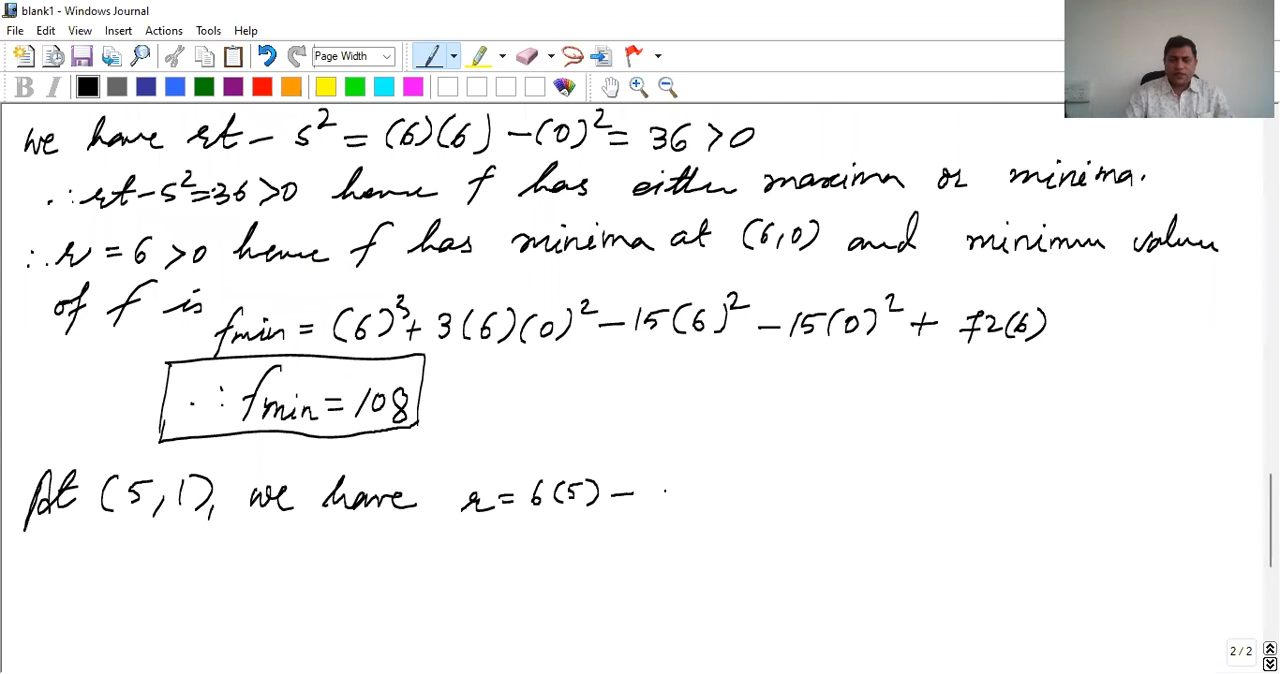 blank1 - Windows Journal
File Edit View Insert Actions Tools Help
Page Width
B I
we have rt - s² = (6)(6) - (0)² = 36 > 0
∴ rt - s² = 36 > 0 hence f has either maxima or minima.
∴ r = 6 > 0 hence f has minima at (6,0) and minimum value
of f is
fmin = (6)³ + 3(6)(0)² - 15(6)² - 15(0)² + 72(6)
∴ fmin = 108
At (5,1), we have r = 6(5) -
2 / 2